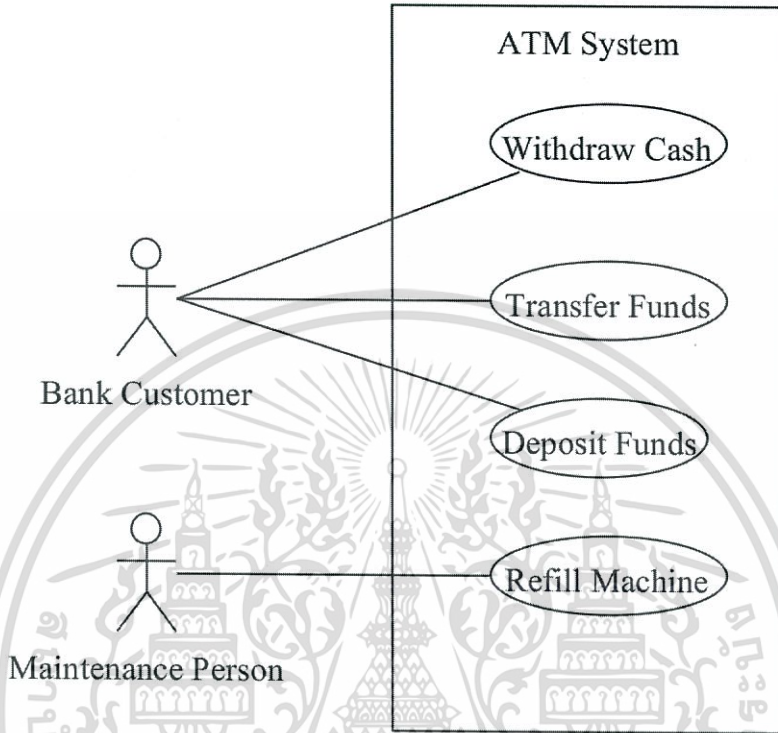 ATM System
Withdraw Cash
Transfer Funds
Bank Customer
Deposit Funds
Refill Machine
Maintenance Person